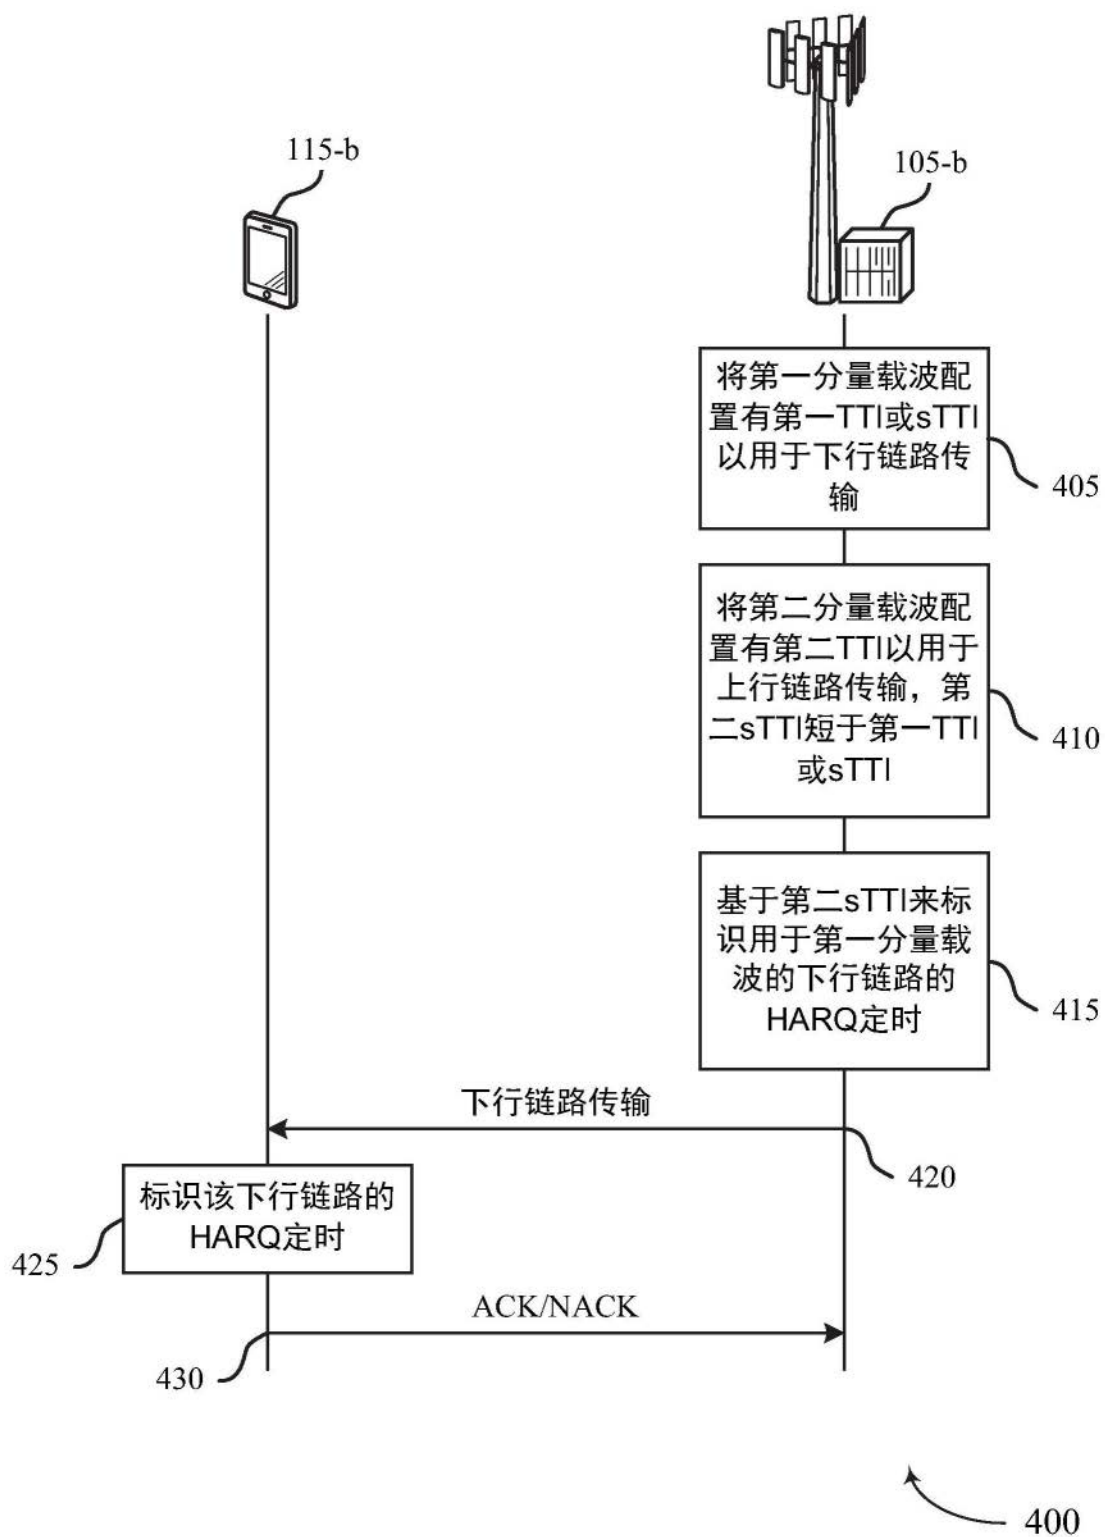 115-b
105-b
将第一分量载波配
置有第一TTI或sTTI
以用于下行链路传
输
405
将第二分量载波配
置有第二TTI以用于
上行链路传输，第
二sTTI短于第一TTI
或sTTI
410
基于第二sTTI来标
识用于第一分量载
波的下行链路的
HARQ定时
415
下行链路传输
420
标识该下行链路的
HARQ定时
425
ACK/NACK
430
400